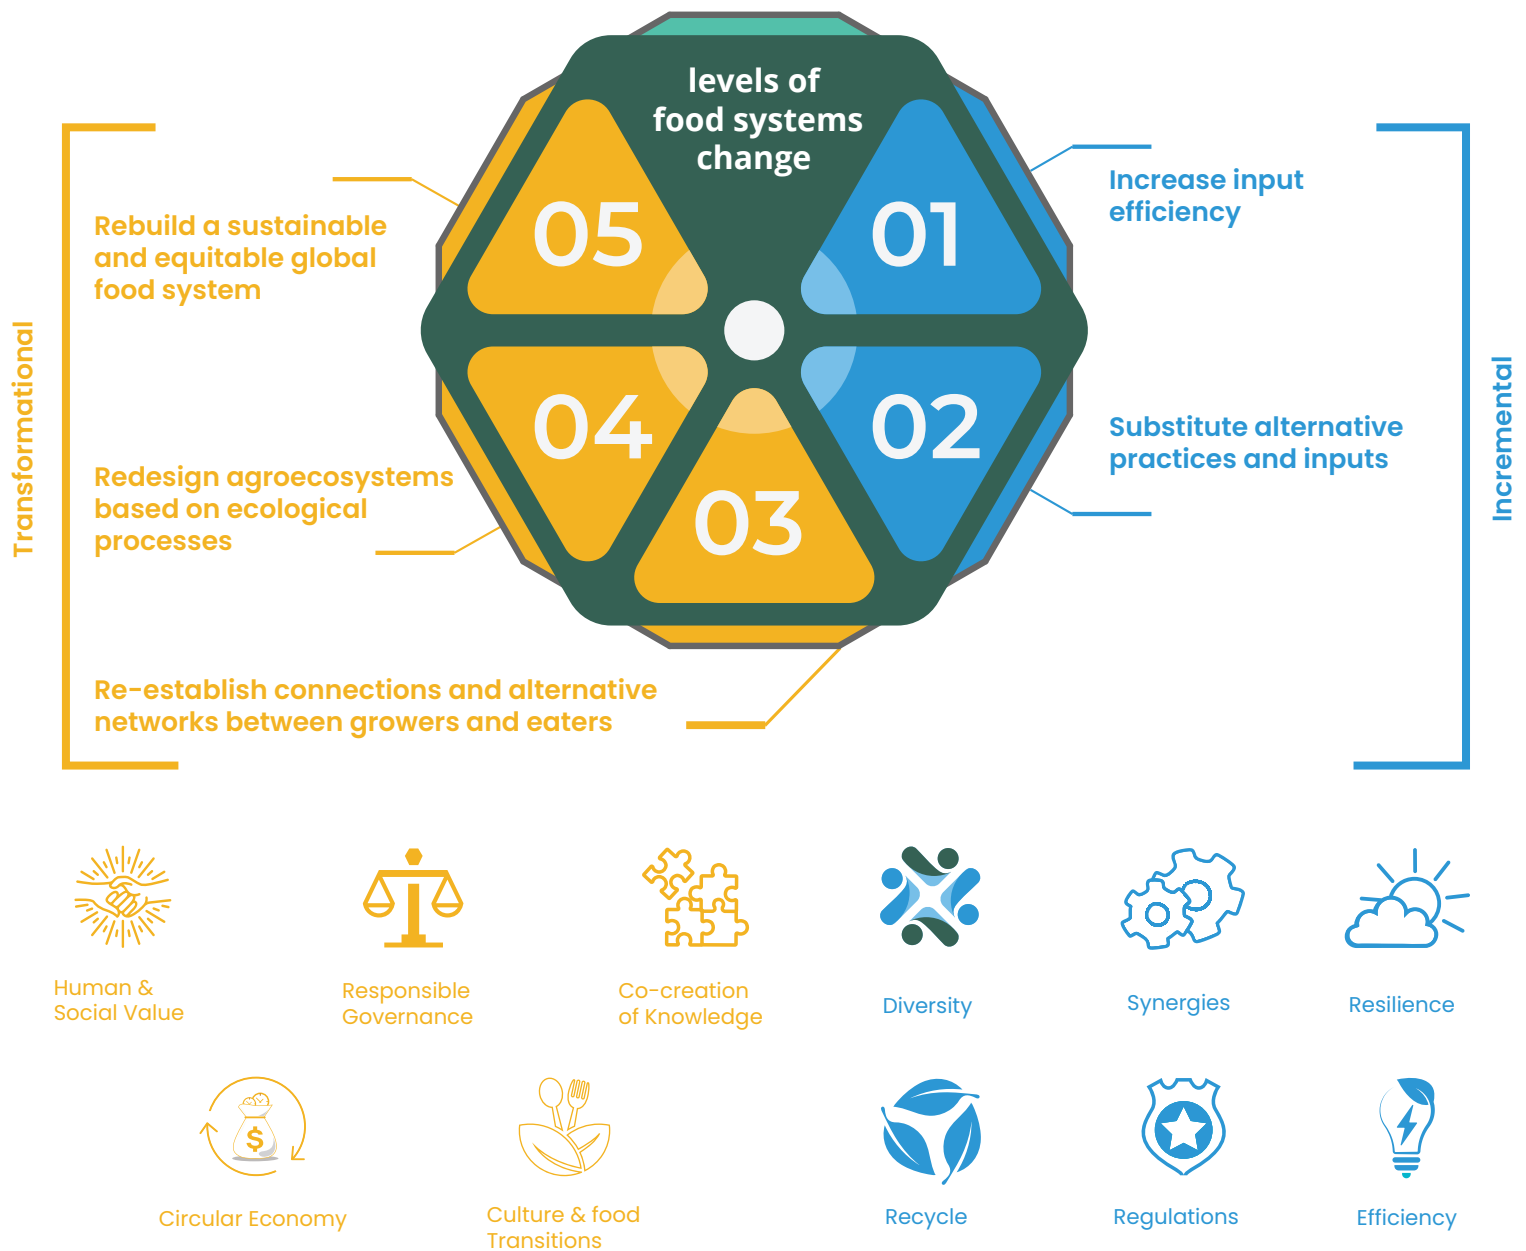 levels of
food systems
change
01
02
03
04
05
Increase input
efficiency
Substitute alternative
practices and inputs
Incremental
Rebuild a sustainable
and equitable global
food system
Redesign agroecosystems
based on ecological
processes
Re-establish connections and alternative
networks between growers and eaters
Transformational
Human &
Social Value
Responsible
Governance
Co-creation
of Knowledge
Diversity
Synergies
Resilience
$
Circular Economy
Culture & food
Transitions
Recycle
Regulations
Efficiency